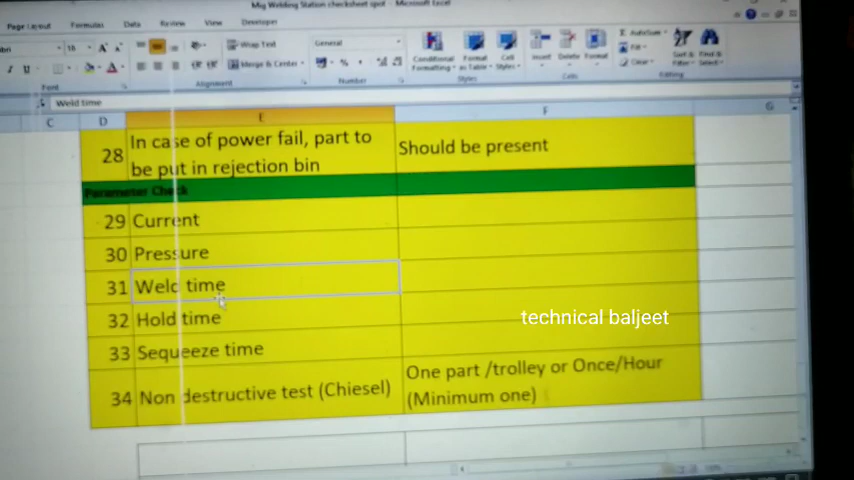 Mig Welding Station checksheet spot - Microsoft Excel
Page Layout Formulas Data Review View Developer
18 A A Wrap Text General AutoSum
I U A Merge & Center % Conditional Formatting Format as Table Cell Styles Insert Delete Format Fill Clear Sort & Filter Find & Select
Font Alignment Number Styles Cells Editing
Weld time
C D E F G
28 In case of power fail, part to be put in rejection bin Should be present
Parameter Check
29 Current
30 Pressure
31 Weld time
32 Hold time
technical baljeet
33 Sequeeze time
34 Non destructive test (Chiesel) One part /trolley or Once/Hour (Minimum one)